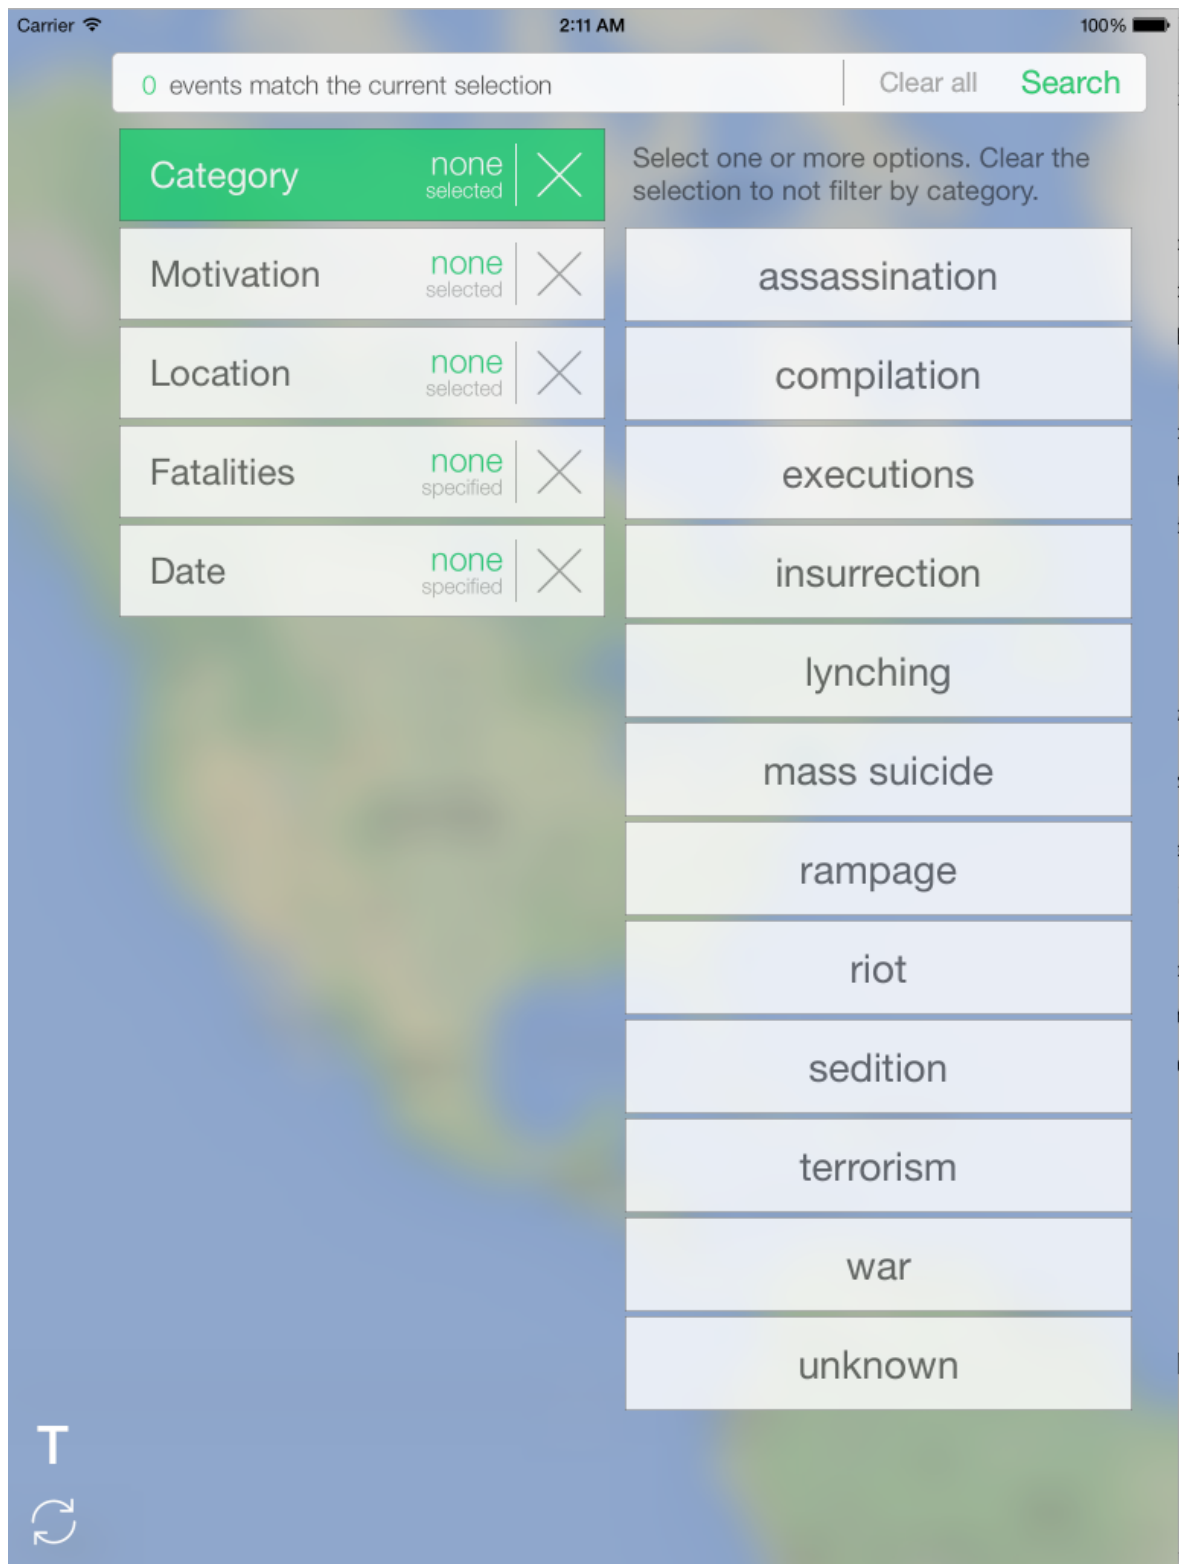 Carrier 2:11 AM 100%
0 events match the current selection Clear all Search
Category none selected
Select one or more options. Clear the
selection to not filter by category.
Motivation none selected
Location none selected
Fatalities none specified
Date none specified
assassination
compilation
executions
insurrection
lynching
mass suicide
rampage
riot
sedition
terrorism
war
unknown
T